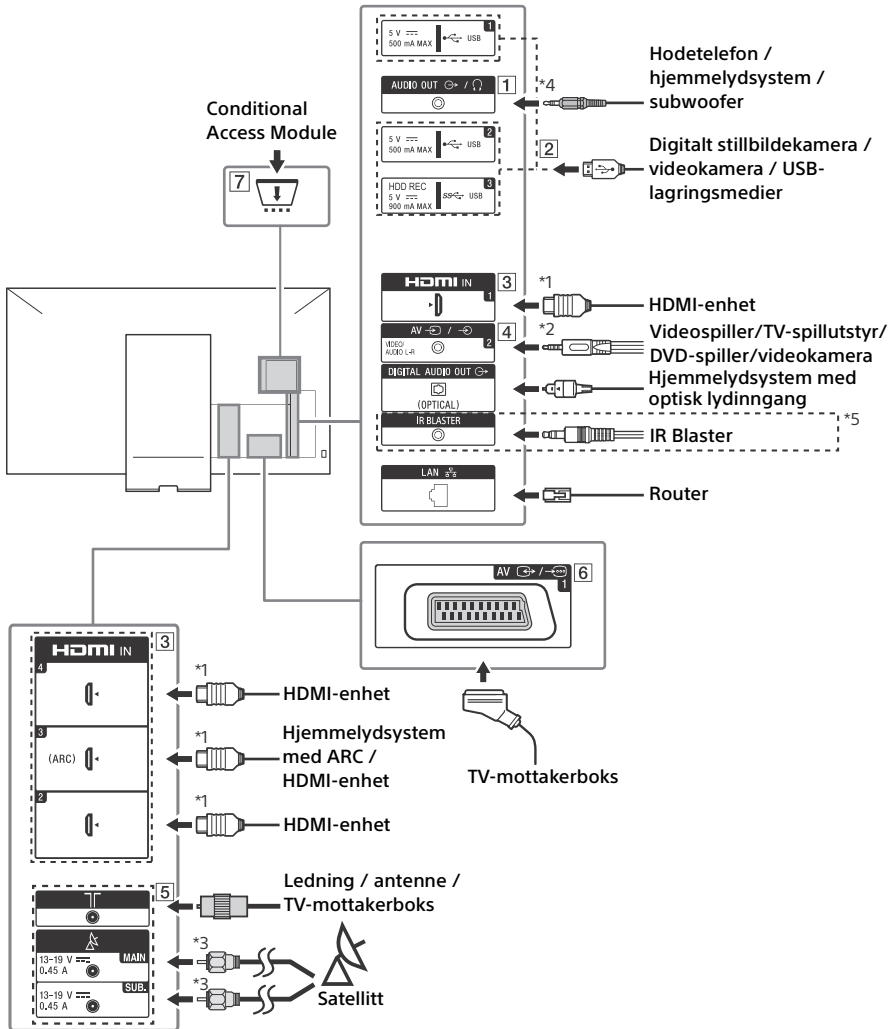 5 V
500 mA MAX
USB
1
AUDIO OUT /
1
*4
Hodetelefon /
hjemmelydsystem /
subwoofer
Conditional
Access Module
7
5 V
500 mA MAX
USB
2
2
Digitalt stillbildekamera /
videokamera / USB-
lagringsmedier
HDD REC
5 V
900 mA MAX
SS
USB
3
HDMI IN
1
3
*1
HDMI-enhet
AV /
VIDEO/
AUDIO L-R
2
4
*2
Videospiller/TV-spillutstyr/
DVD-spiller/videokamera
DIGITAL AUDIO OUT
(OPTICAL)
Hjemmelydsystem med
optisk lydinngang
IR BLASTER
IR Blaster
*5
LAN
Router
AV /
1
6
TV-mottakerboks
HDMI IN
3
4
*1
HDMI-enhet
3
(ARC)
*1
Hjemmelydsystem
med ARC /
HDMI-enhet
2
*1
HDMI-enhet
5
Ledning / antenne /
TV-mottakerboks
13-19 V
0.45 A
MAIN
*3
13-19 V
0.45 A
SUB.
*3
Satellitt